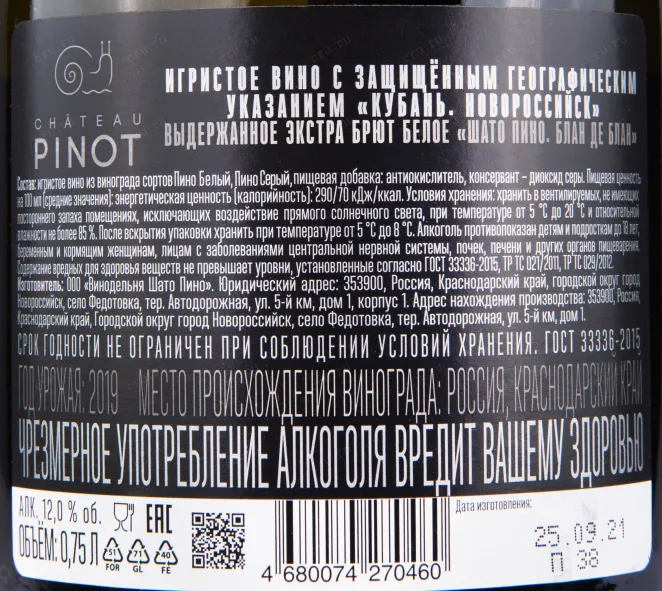 CHÂTEAU
PINOT
ИГРИСТОЕ ВИНО С ЗАЩИЩЁННЫМ ГЕОГРАФИЧЕСКИМ
УКАЗАНИЕМ «КУБАНЬ. НОВОРОССИЙСК»
ВЫДЕРЖАННОЕ ЭКСТРА БРЮТ БЕЛОЕ «ШАТО ПИНО. БЛАН ДЕ БЛАН»
Состав: игристое вино из винограда сортов Пино Белый, Пино Серый, пищевая добавка: антиокислитель, консервант - диоксид серы. Пищевая ценность
на 100 мл (средние значения): энергетическая ценность (калорийность): 290/70 кДж/ккал. Условия хранения: хранить в вентилируемых, не имеющих
постороннего запаха помещениях, исключающих воздействие прямого солнечного света, при температуре от 5 °С до 20 °С и относительной
влажности не более 85 %. После вскрытия упаковки хранить при температуре от 5 °С до 8 °С. Алкоголь противопоказан детям и подросткам до 18 лет,
беременным и кормящим женщинам, лицам с заболеваниями центральной нервной системы, почек, печени и других органов пищеварения.
Содержание вредных для здоровья веществ не превышает уровни, установленные согласно ГОСТ 33336-2015, ТР ТС 021/2011, ТР ТС 029/2012.
Изготовитель: ООО «Винодельня Шато Пино». Юридический адрес: 353900, Россия, Краснодарский край, городской округ город
Новороссийск, село Федотовка, тер. Автодорожная, ул. 5-й км, дом 1, корпус 1. Адрес нахождения производства: 353900, Россия,
Краснодарский край, Городской округ город Новороссийск, село Федотовка, тер. Автодорожная, ул. 5-й км, дом 1.
СРОК ГОДНОСТИ НЕ ОГРАНИЧЕН ПРИ СОБЛЮДЕНИИ УСЛОВИЙ ХРАНЕНИЯ. ГОСТ 33336-2015
ГОД УРОЖАЯ: 2019 МЕСТО ПРОИСХОЖДЕНИЯ ВИНОГРАДА: РОССИЯ, КРАСНОДАРСКИЙ КРАЙ
ЧРЕЗМЕРНОЕ УПОТРЕБЛЕНИЕ АЛКОГОЛЯ ВРЕДИТ ВАШЕМУ ЗДОРОВЬЮ
АЛК. 12,0 % об. EAC
ОБЪЁМ: 0,75 Л
51 71 40
FOR GL FE
4 680074 270460
Дата изготовления:
25.09.21
П 38